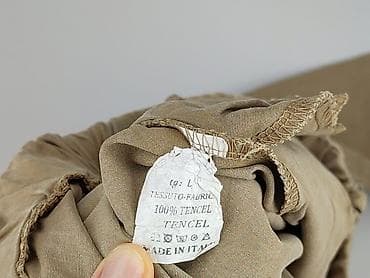 TG: L
TESSUTO-FABRIC
100% TENCEL
TENCEL
MADE IN ITALY